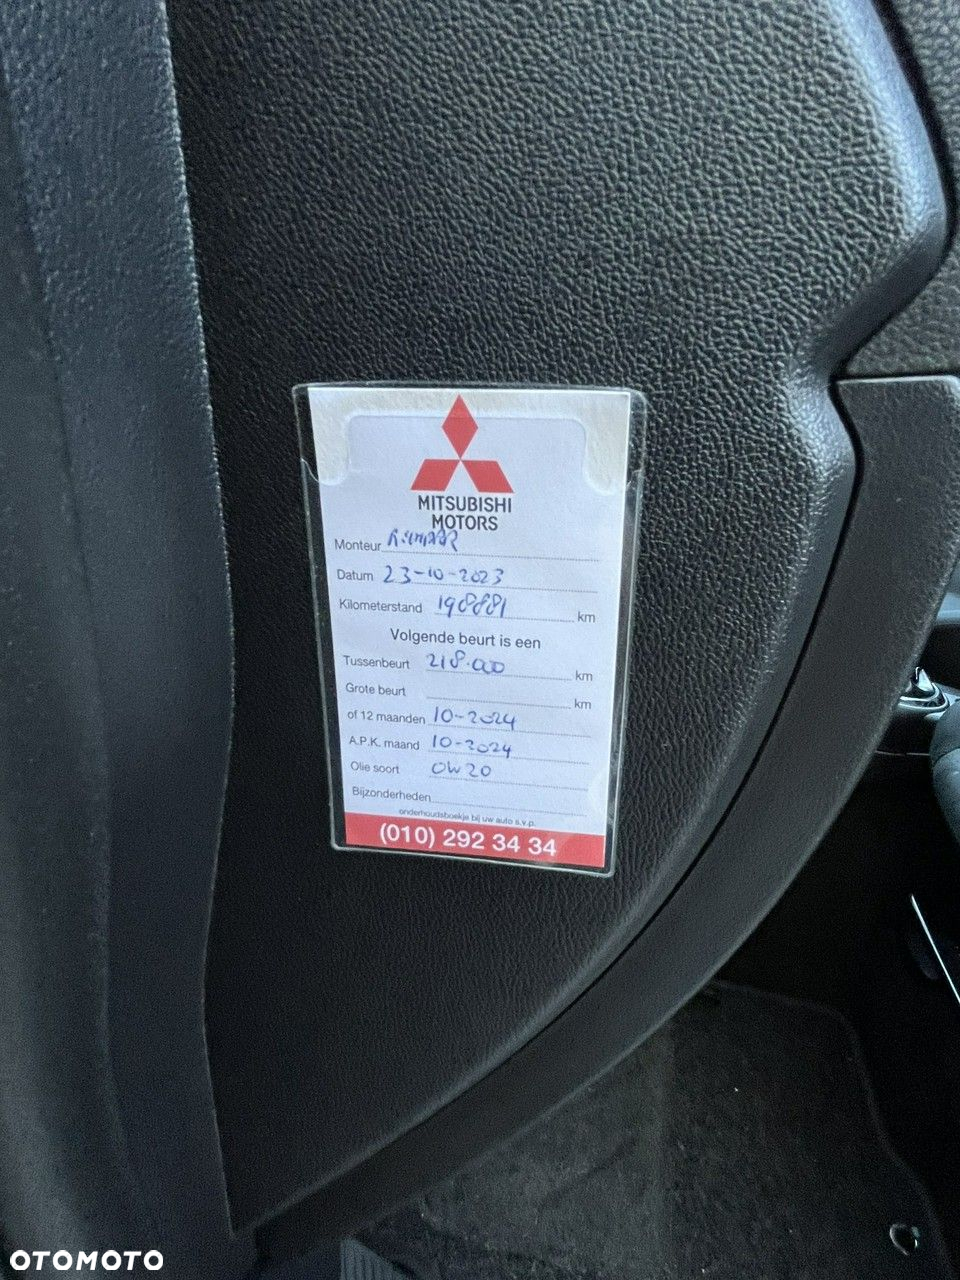 MITSUBISHI
MOTORS
Monteur
Datum 23-10-2023
Kilometerstand 198881 km
Volgende beurt is een
Tussenbeurt 218.000 km
Grote beurt km
of 12 maanden 10-2024
A.P.K. maand 10-2024
Olie soort 0W20
Bijzonderheden
onderhoudsboekje bij uw auto s.v.p.
(010) 292 34 34
OTOMOTO